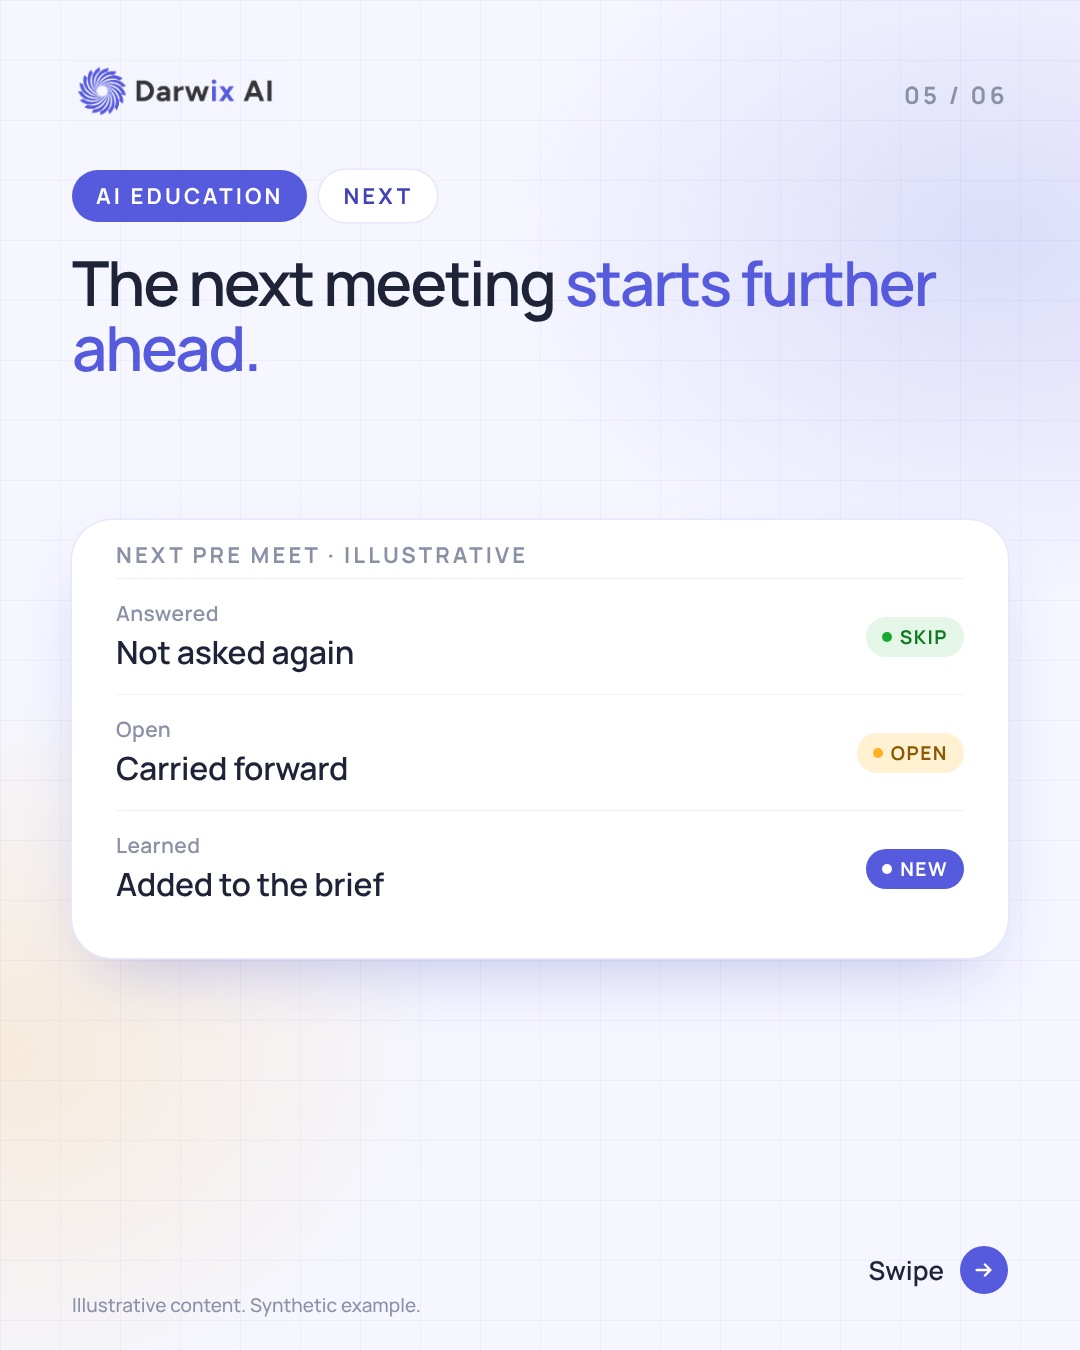 Darwix AI
05 / 06
AI EDUCATION
NEXT
The next meeting starts further
ahead.
NEXT PRE MEET · ILLUSTRATIVE
Answered
Not asked again
SKIP
Open
Carried forward
OPEN
Learned
Added to the brief
NEW
Swipe
Illustrative content. Synthetic example.